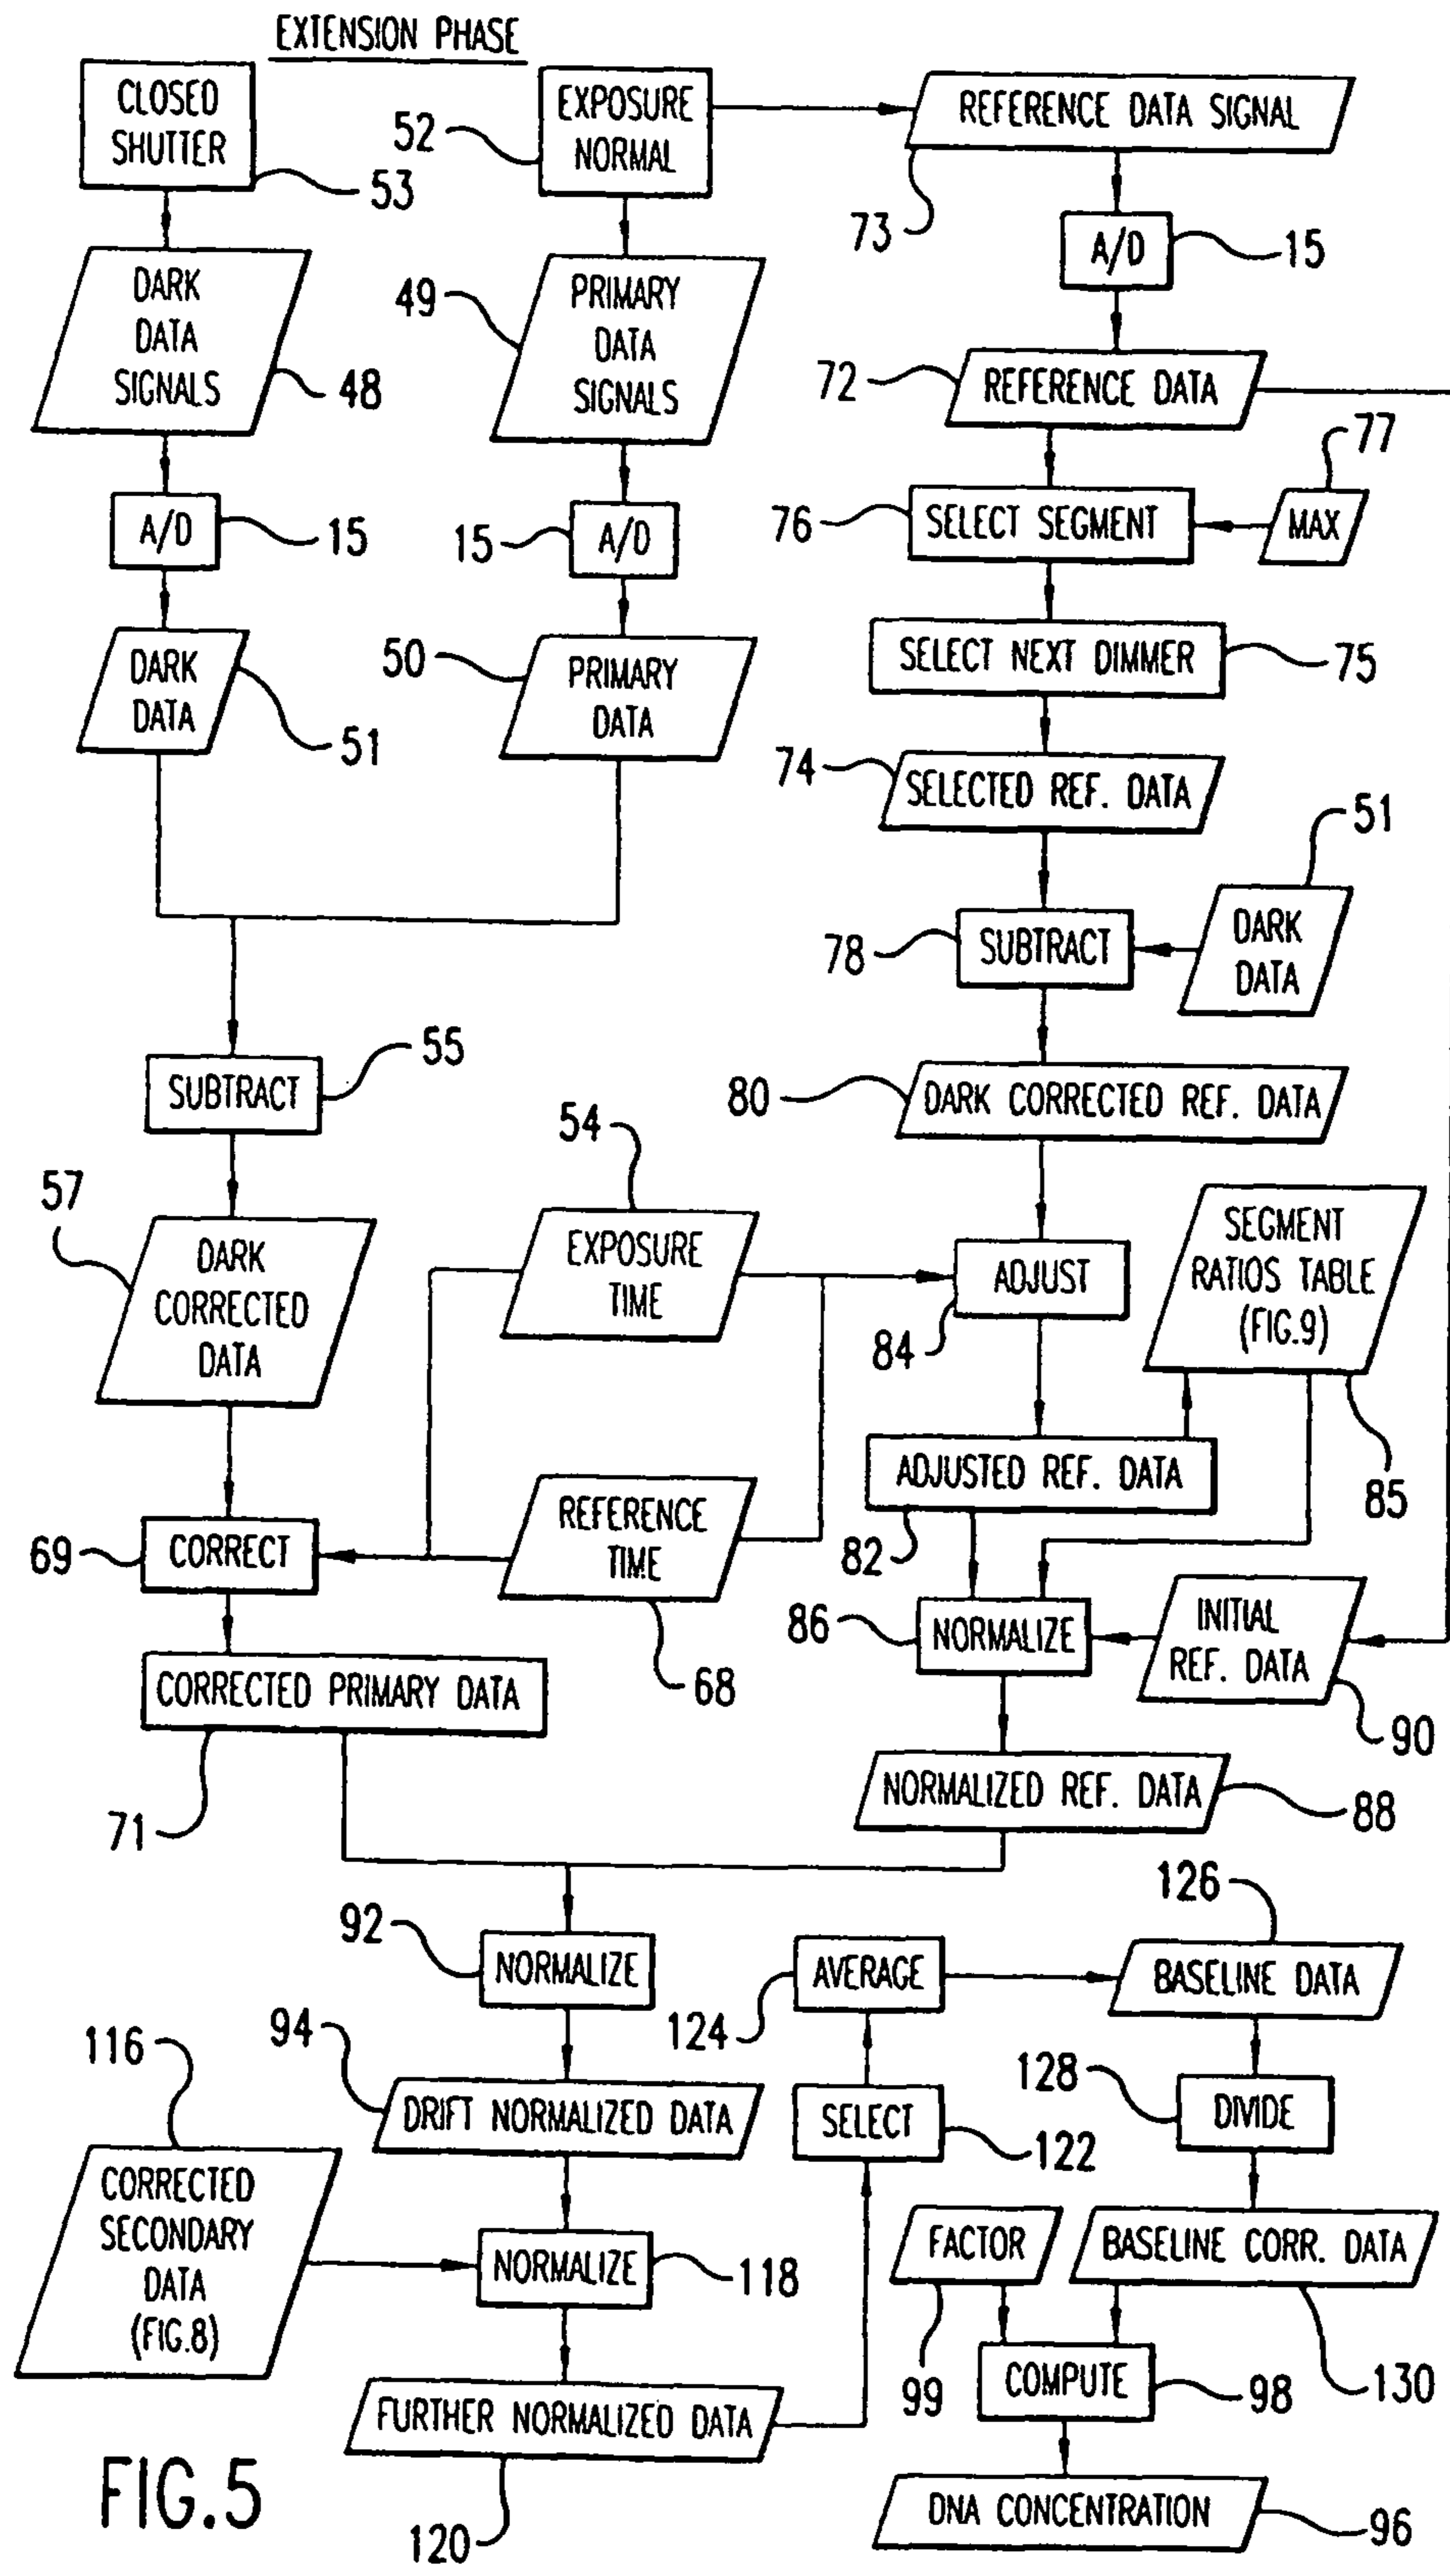 EXTENSION PHASE
CLOSED
SHUTTER
53
52
EXPOSURE
NORMAL
REFERENCE DATA SIGNAL
73
A/D
15
DARK
DATA
SIGNALS
48
49
PRIMARY
DATA
SIGNALS
72
REFERENCE DATA
77
A/D
15
15
A/D
76
SELECT SEGMENT
MAX
DARK
DATA
51
50
PRIMARY
DATA
SELECT NEXT DIMMER
75
74
SELECTED REF. DATA
51
78
SUBTRACT
DARK
DATA
SUBTRACT
55
80
DARK CORRECTED REF. DATA
57
DARK
CORRECTED
DATA
54
EXPOSURE
TIME
ADJUST
84
SEGMENT
RATIOS TABLE
(FIG.9)
85
ADJUSTED REF. DATA
82
69
CORRECT
REFERENCE
TIME
68
86
NORMALIZE
INITIAL
REF. DATA
90
CORRECTED PRIMARY DATA
71
NORMALIZED REF. DATA
88
92
NORMALIZE
AVERAGE
124
126
BASELINE DATA
94
DRIFT NORMALIZED DATA
SELECT
122
128
DIVIDE
116
CORRECTED
SECONDARY
DATA
(FIG.8)
NORMALIZE
118
FACTOR
99
BASELINE CORR. DATA
130
FURTHER NORMALIZED DATA
120
COMPUTE
98
DNA CONCENTRATION
96
FIG.5